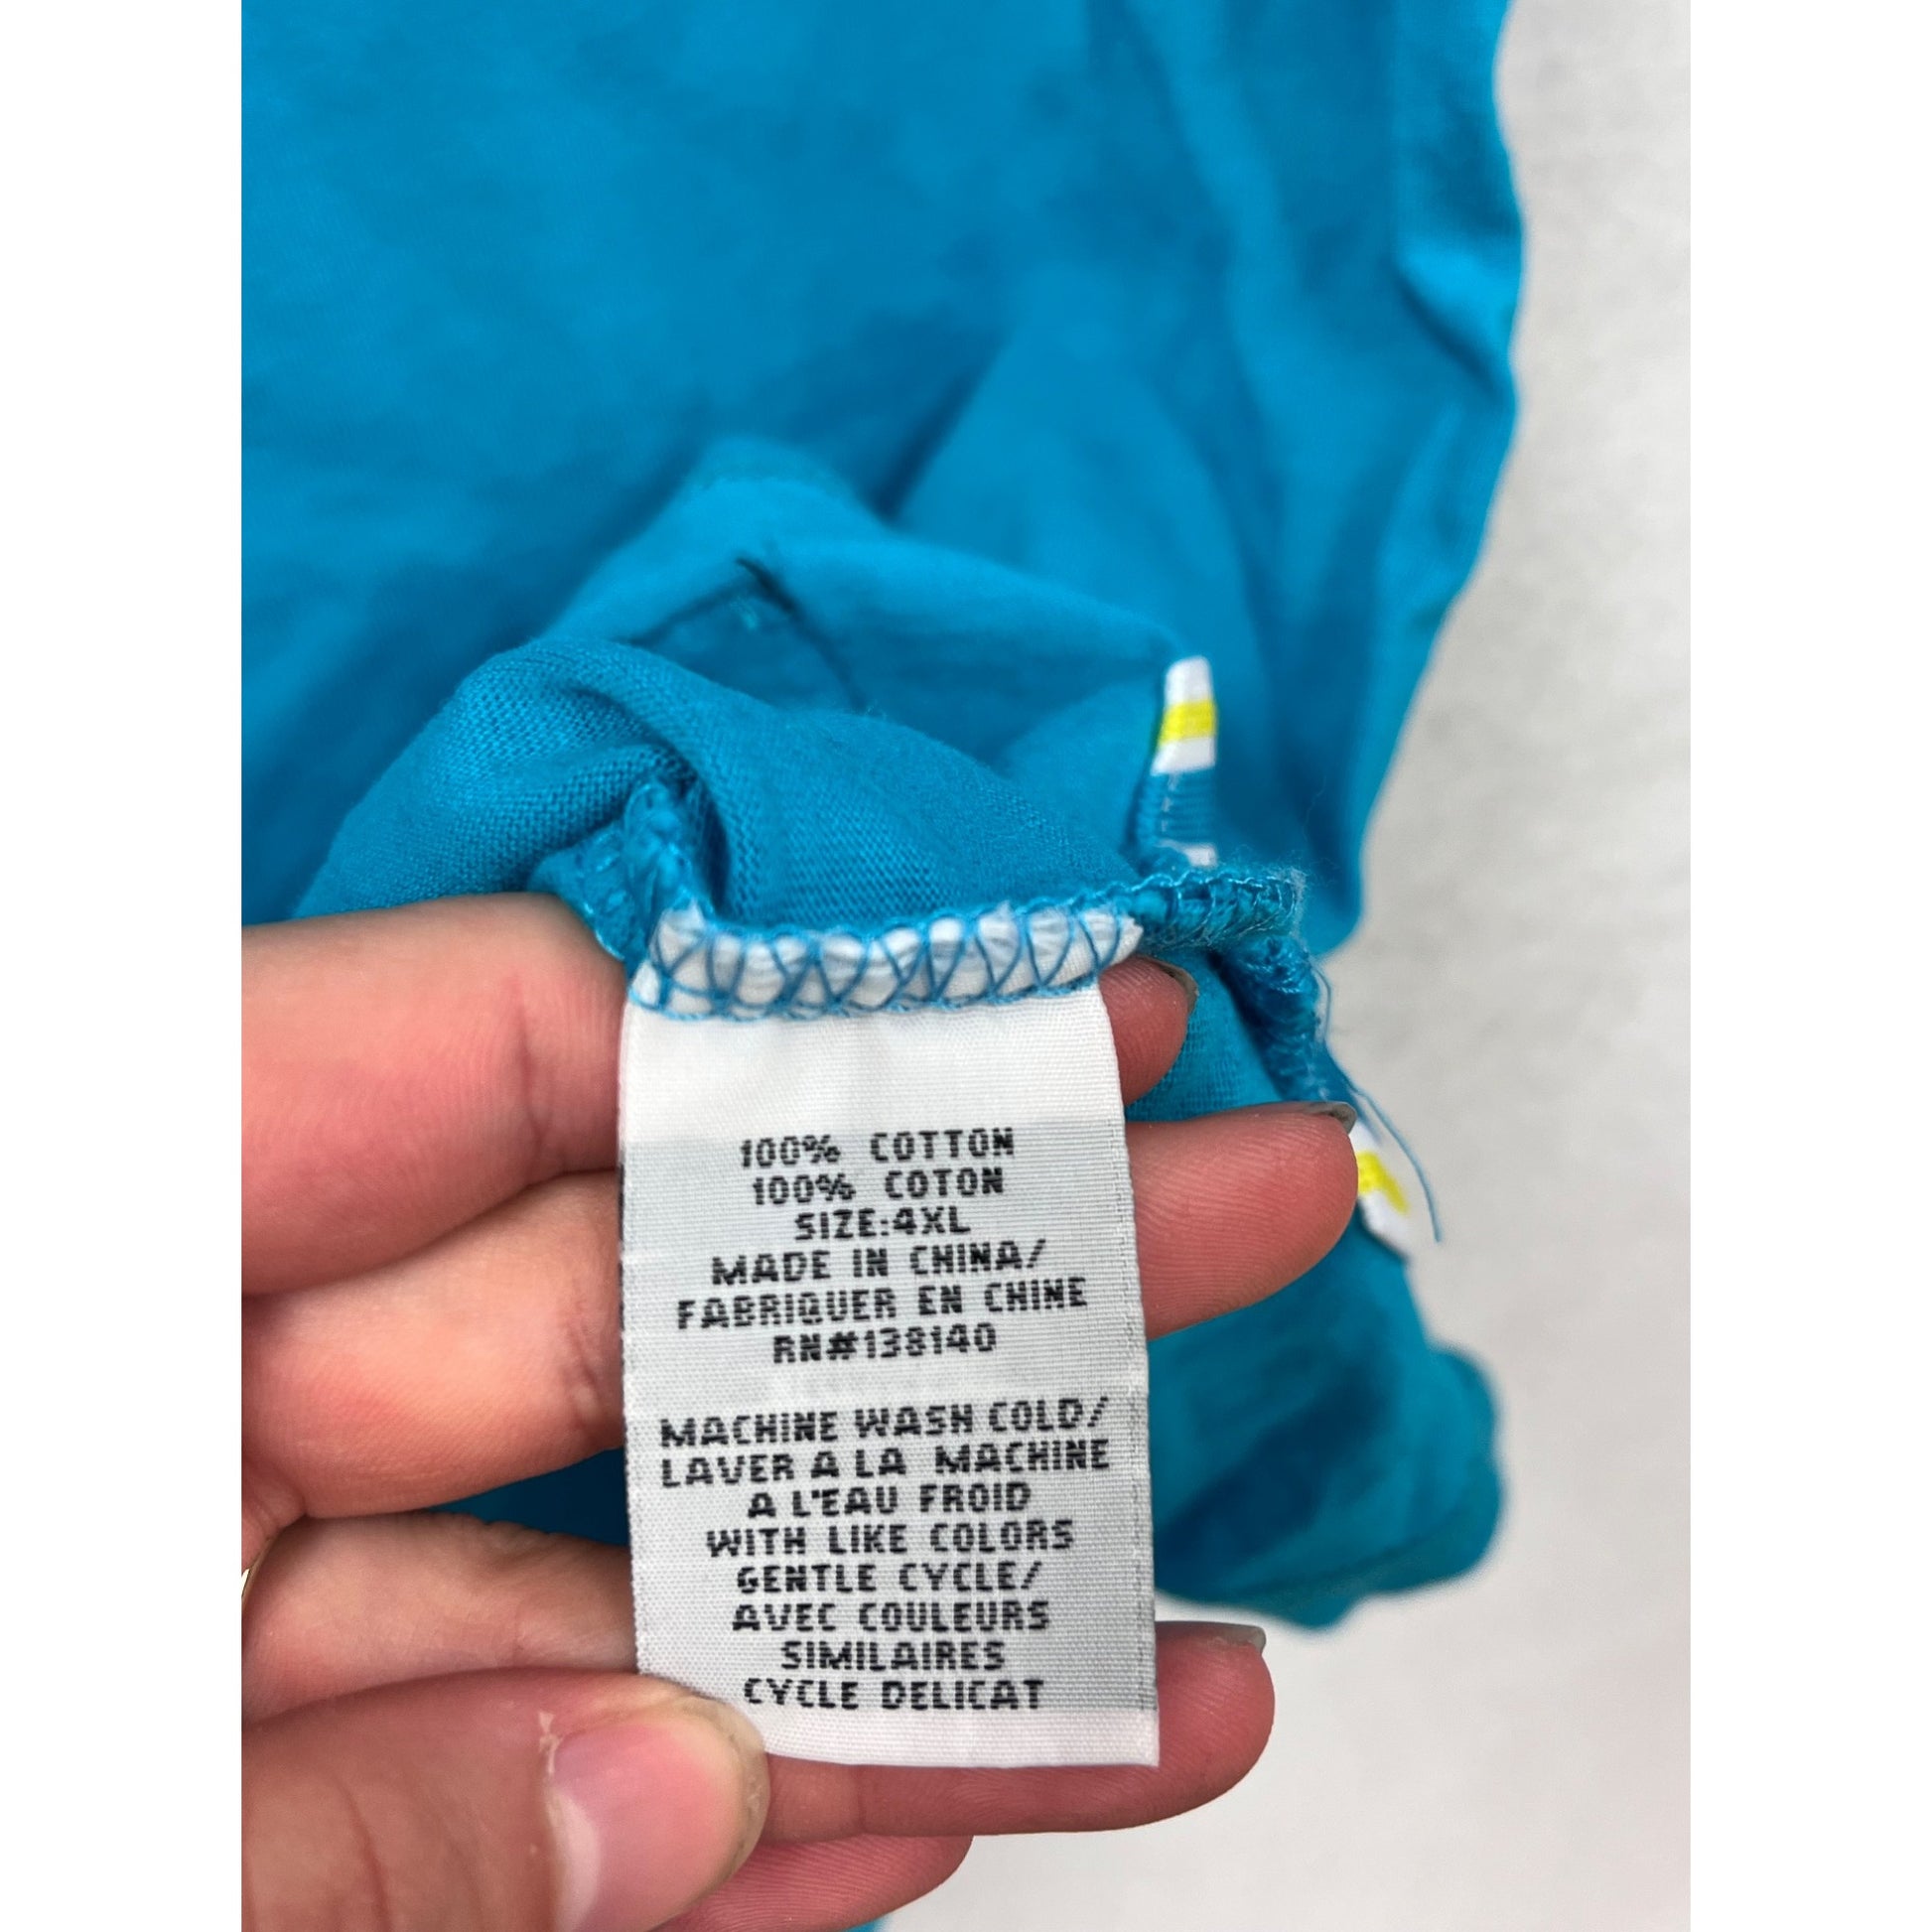 100% COTTON
100% COTON
SIZE:4XL
MADE IN CHINA/
FABRIQUER EN CHINE
RN#138140
MACHINE WASH COLD/
LAVER A LA MACHINE
A L'EAU FROID
WITH LIKE COLORS
GENTLE CYCLE/
AVEC COULEURS
SIMILAIRES
CYCLE DELICAT